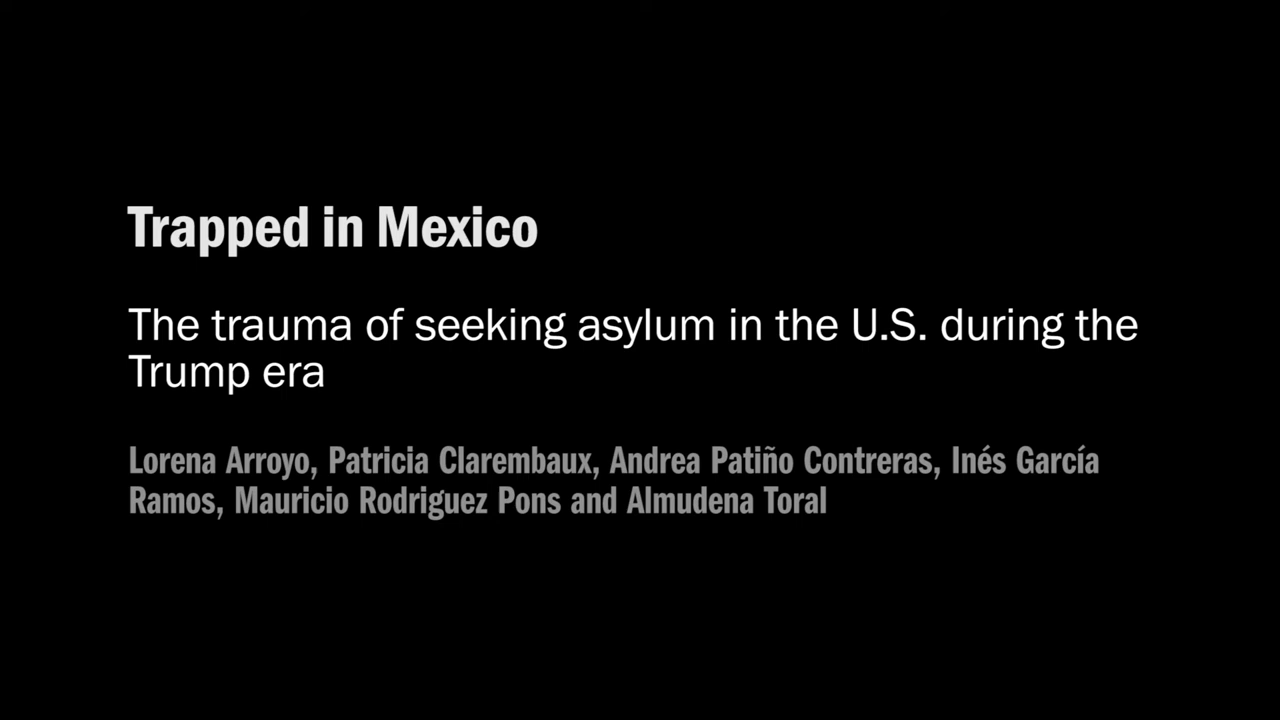 Trapped in Mexico
The trauma of seeking asylum in the U.S. during the
Trump era
Lorena Arroyo, Patricia Clarembaux, Andrea Patiño Contreras, Inés García
Ramos, Mauricio Rodriguez Pons and Almudena Toral